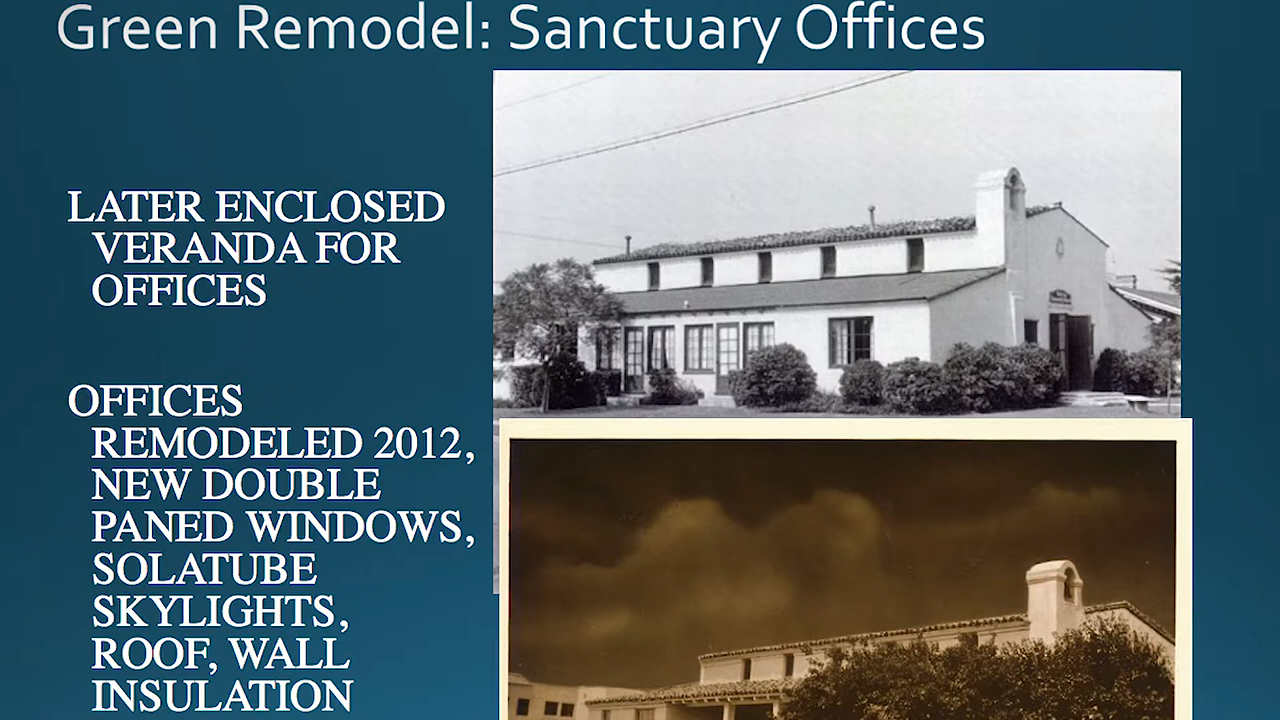 Green Remodel: Sanctuary Offices
LATER ENCLOSED
VERANDA FOR
OFFICES
OFFICES
REMODELED 2012,
NEW DOUBLE
PANED WINDOWS,
SOLATUBE
SKYLIGHTS,
ROOF, WALL
INSULATION